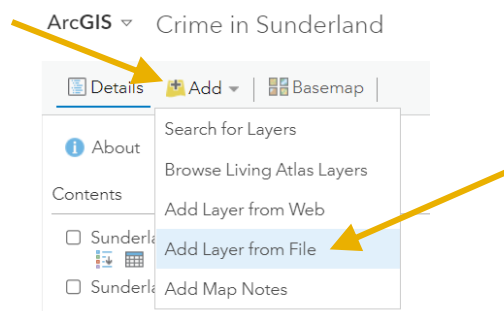 ArcGIS Crime in Sunderland
Details Add Basemap
About
Contents
Sunderla
Sunderla
Search for Layers
Browse Living Atlas Layers
Add Layer from Web
Add Layer from File
Add Map Notes